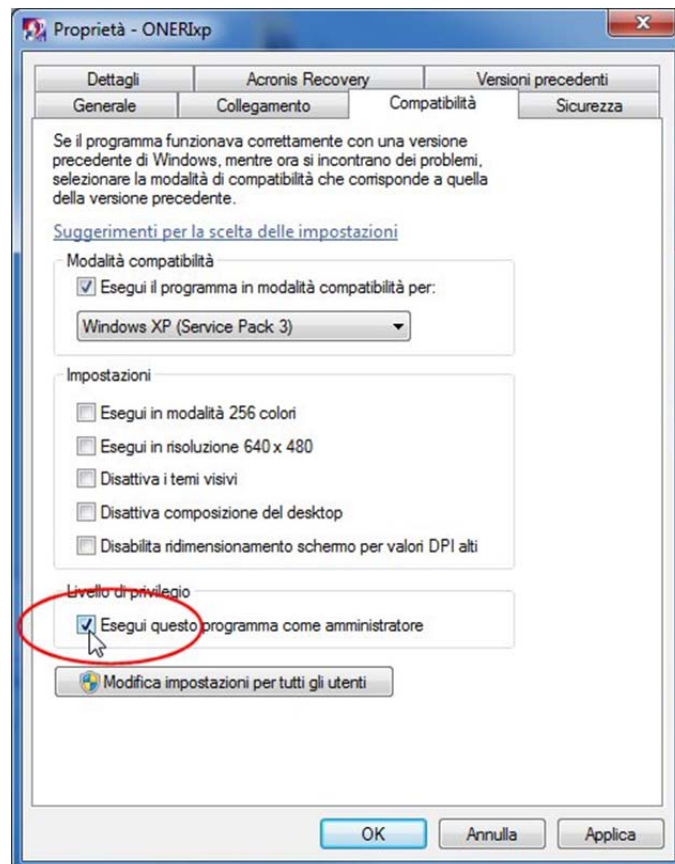 Proprietà - ONERIxp
Dettagli Acronis Recovery Versioni precedenti
Generale Collegamento Compatibilità Sicurezza
Se il programma funzionava correttamente con una versione
precedente di Windows, mentre ora si incontrano dei problemi,
selezionare la modalità di compatibilità che corrisponde a quella
della versione precedente.
Suggerimenti per la scelta delle impostazioni
Modalità compatibilità
Esegui il programma in modalità compatibilità per:
Windows XP (Service Pack 3)
Impostazioni
Esegui in modalità 256 colori
Esegui in risoluzione 640 x 480
Disattiva i temi visivi
Disattiva composizione del desktop
Disabilita ridimensionamento schermo per valori DPI alti
Livello di privilegio
Esegui questo programma come amministratore
Modifica impostazioni per tutti gli utenti
OK Annulla Applica